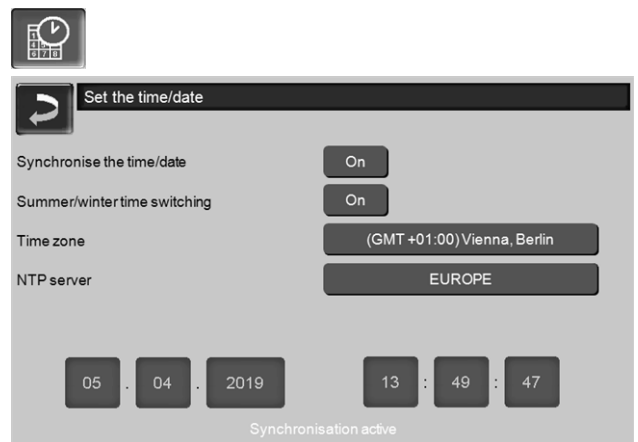 Set the time/date
Synchronise the time/date On
Summer/winter time switching On
Time zone (GMT +01:00) Vienna, Berlin
NTP server EUROPE
05 . 04 . 2019 13 : 49 : 47
Synchronisation active